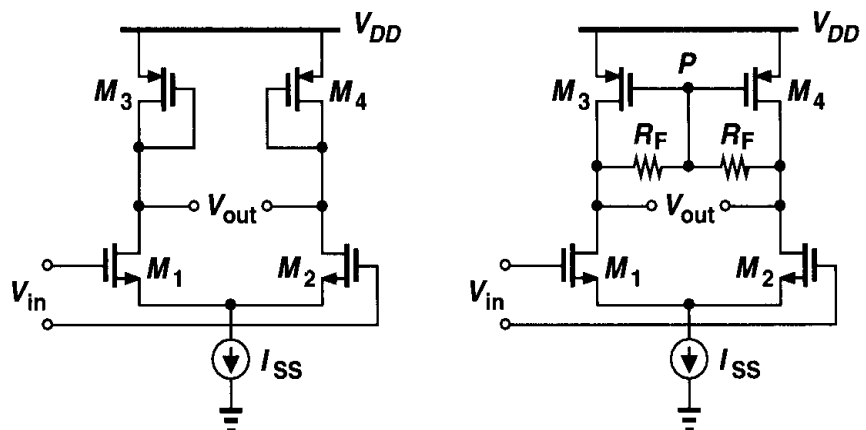 V_DD
M_3
M_4
V_out
M_1
M_2
V_in
I_SS
V_DD
P
M_3
M_4
R_F
R_F
V_out
M_1
M_2
V_in
I_SS